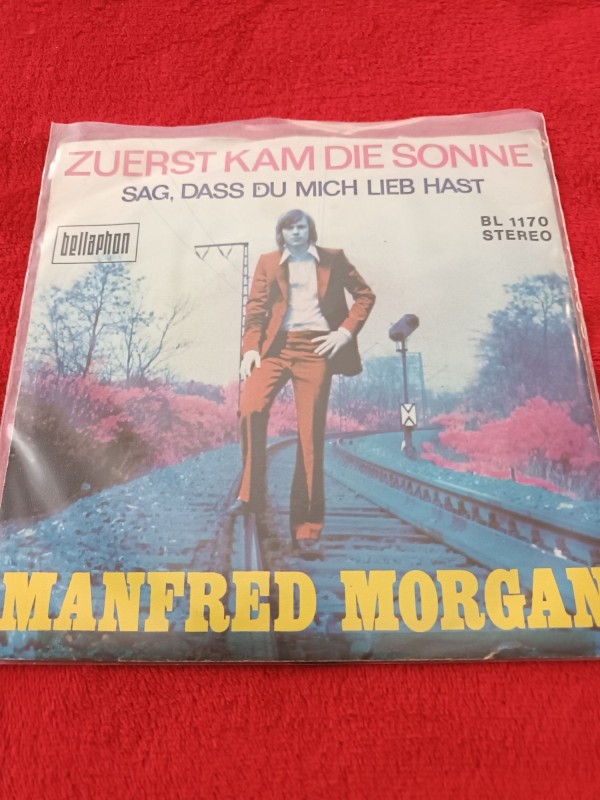 ZUERST KAM DIE SONNE
SAG, DASS DU MICH LIEB HAST
bellaphon
BL 1170
STEREO
MANFRED MORGAN